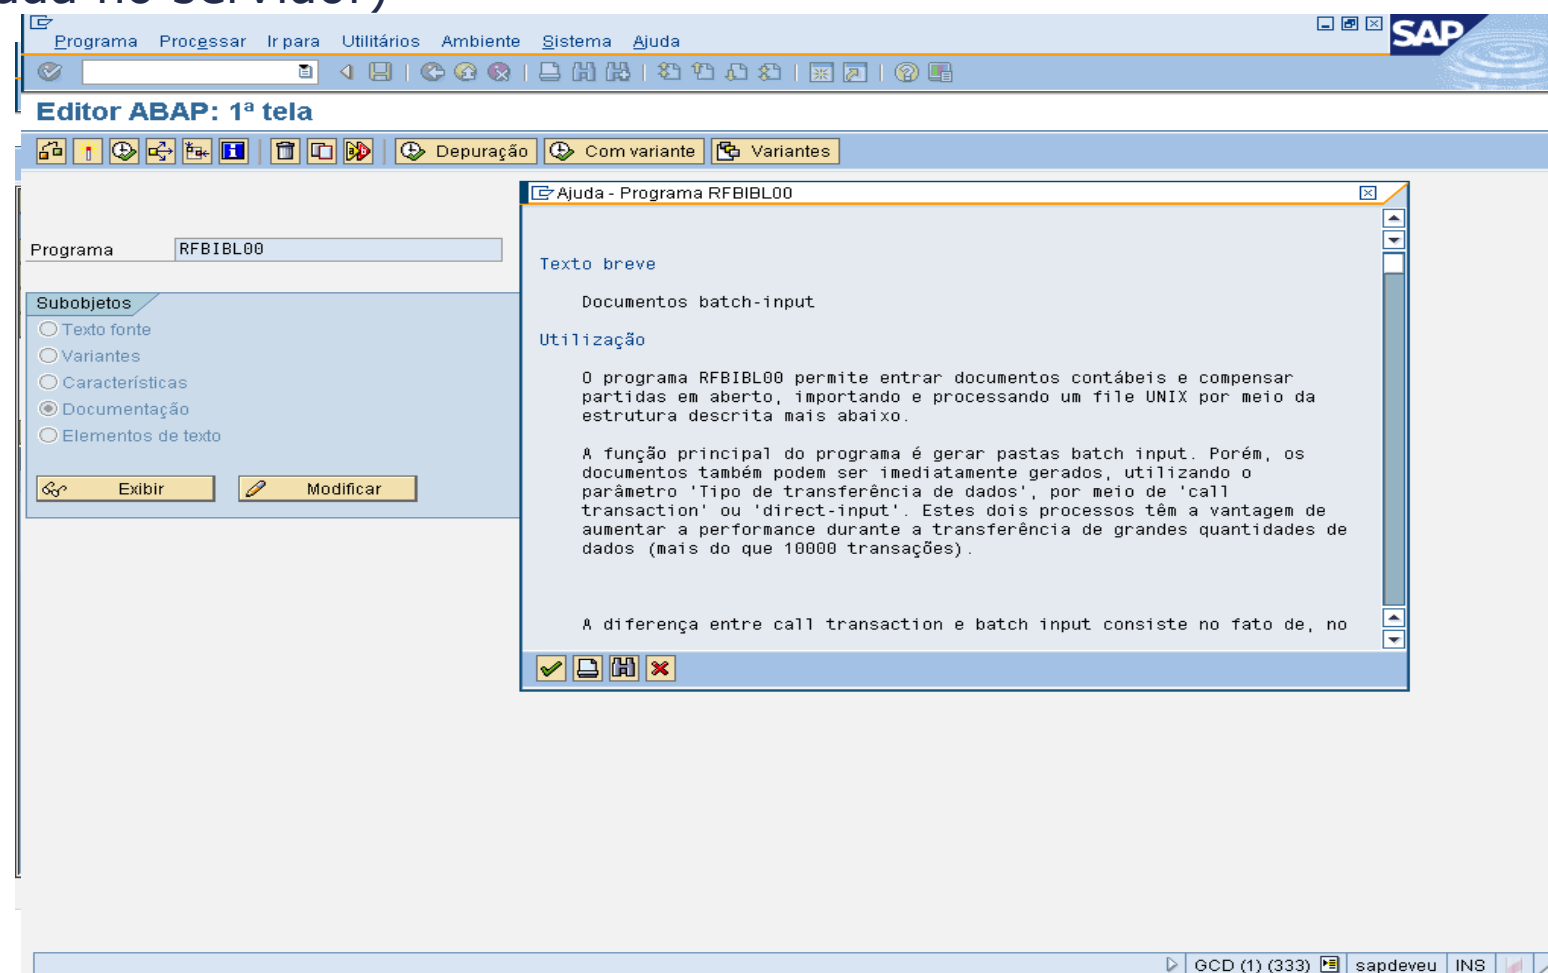 no servidor)
Programa Processar Ir para Utilitários Ambiente Sistema Ajuda
SAP
Editor ABAP: 1ª tela
Depuração Com variante Variantes
Ajuda - Programa RFBIBL00
Programa RFBIBL00
Subobjetos
Texto fonte
Variantes
Características
Documentação
Elementos de texto
Exibir Modificar
Texto breve
Documentos batch-input
Utilização
O programa RFBIBL00 permite entrar documentos contábeis e compensar
partidas em aberto, importando e processando um file UNIX por meio da
estrutura descrita mais abaixo.
A função principal do programa é gerar pastas batch input. Porém, os
documentos também podem ser imediatamente gerados, utilizando o
parâmetro 'Tipo de transferência de dados', por meio de 'call
transaction' ou 'direct-input'. Estes dois processos têm a vantagem de
aumentar a performance durante a transferência de grandes quantidades de
dados (mais do que 10000 transações).
A diferença entre call transaction e batch input consiste no fato de, no
GCD (1) (333) sapdeveu INS